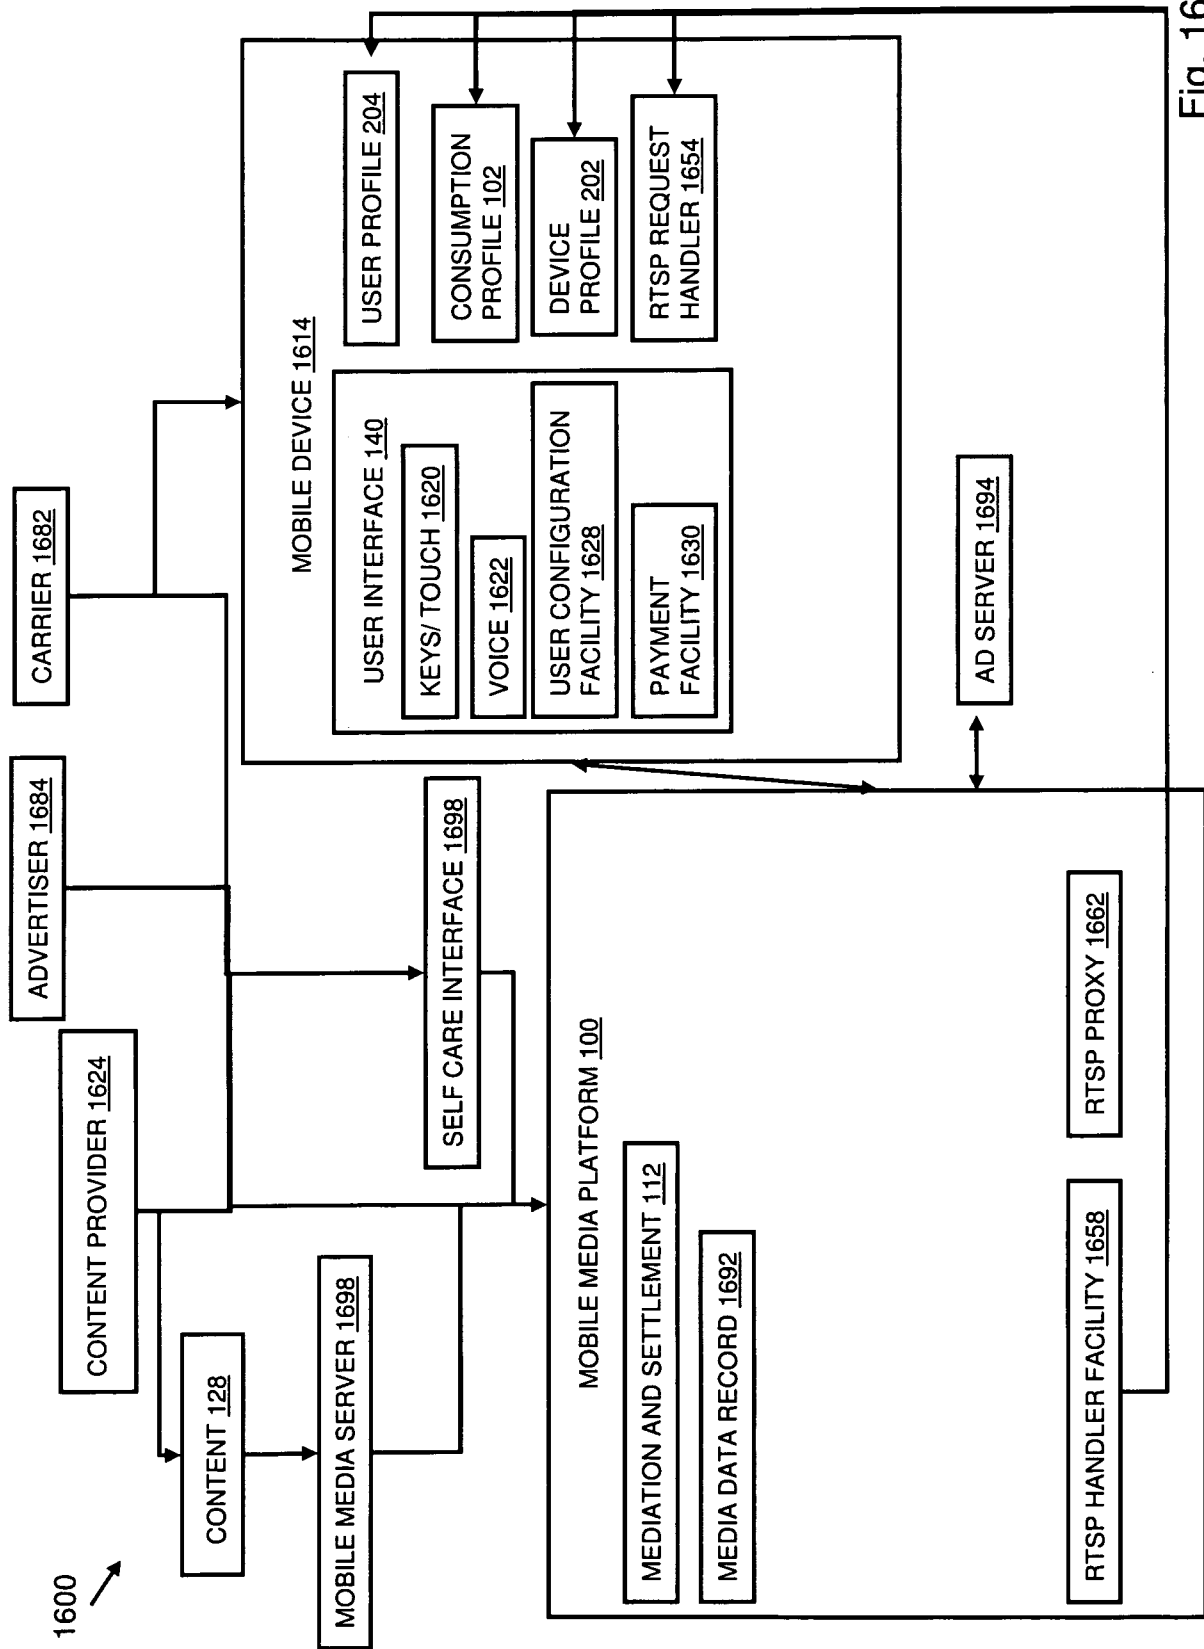 1600
CARRIER 1682
ADVERTISER 1684
CONTENT PROVIDER 1624
CONTENT 128
MOBILE MEDIA SERVER 1698
SELF CARE INTERFACE 1698
MOBILE DEVICE 1614
USER INTERFACE 140
KEYS/ TOUCH 1620
VOICE 1622
USER CONFIGURATION
FACILITY 1628
PAYMENT
FACILITY 1630
USER PROFILE 204
CONSUMPTION
PROFILE 102
DEVICE
PROFILE 202
RTSP REQUEST
HANDLER 1654
MOBILE MEDIA PLATFORM 100
MEDIATION AND SETTLEMENT 112
MEDIA DATA RECORD 1692
RTSP HANDLER FACILITY 1658
RTSP PROXY 1662
AD SERVER 1694
Fig. 16